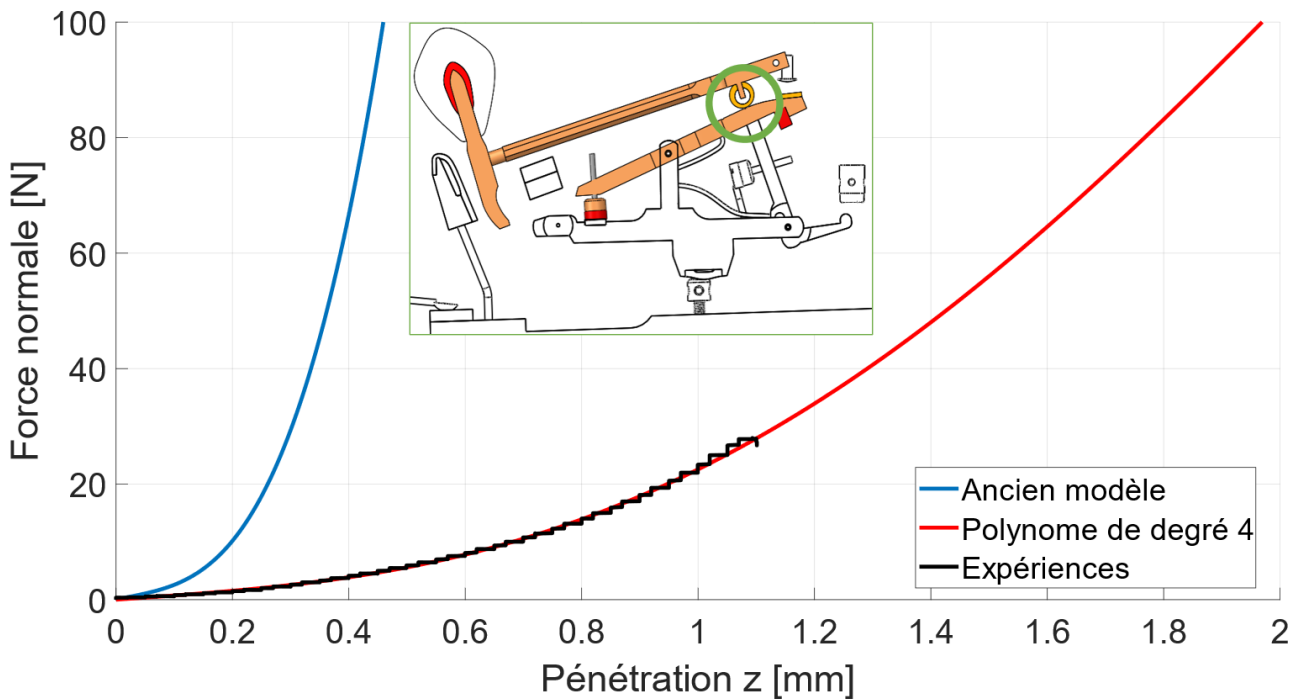 Force normale [N]
100
80
60
40
20
0
0 0.2 0.4 0.6 0.8 1 1.2 1.4 1.6 1.8 2
Pénétration z [mm]
Ancien modèle
Polynome de degré 4
Expériences